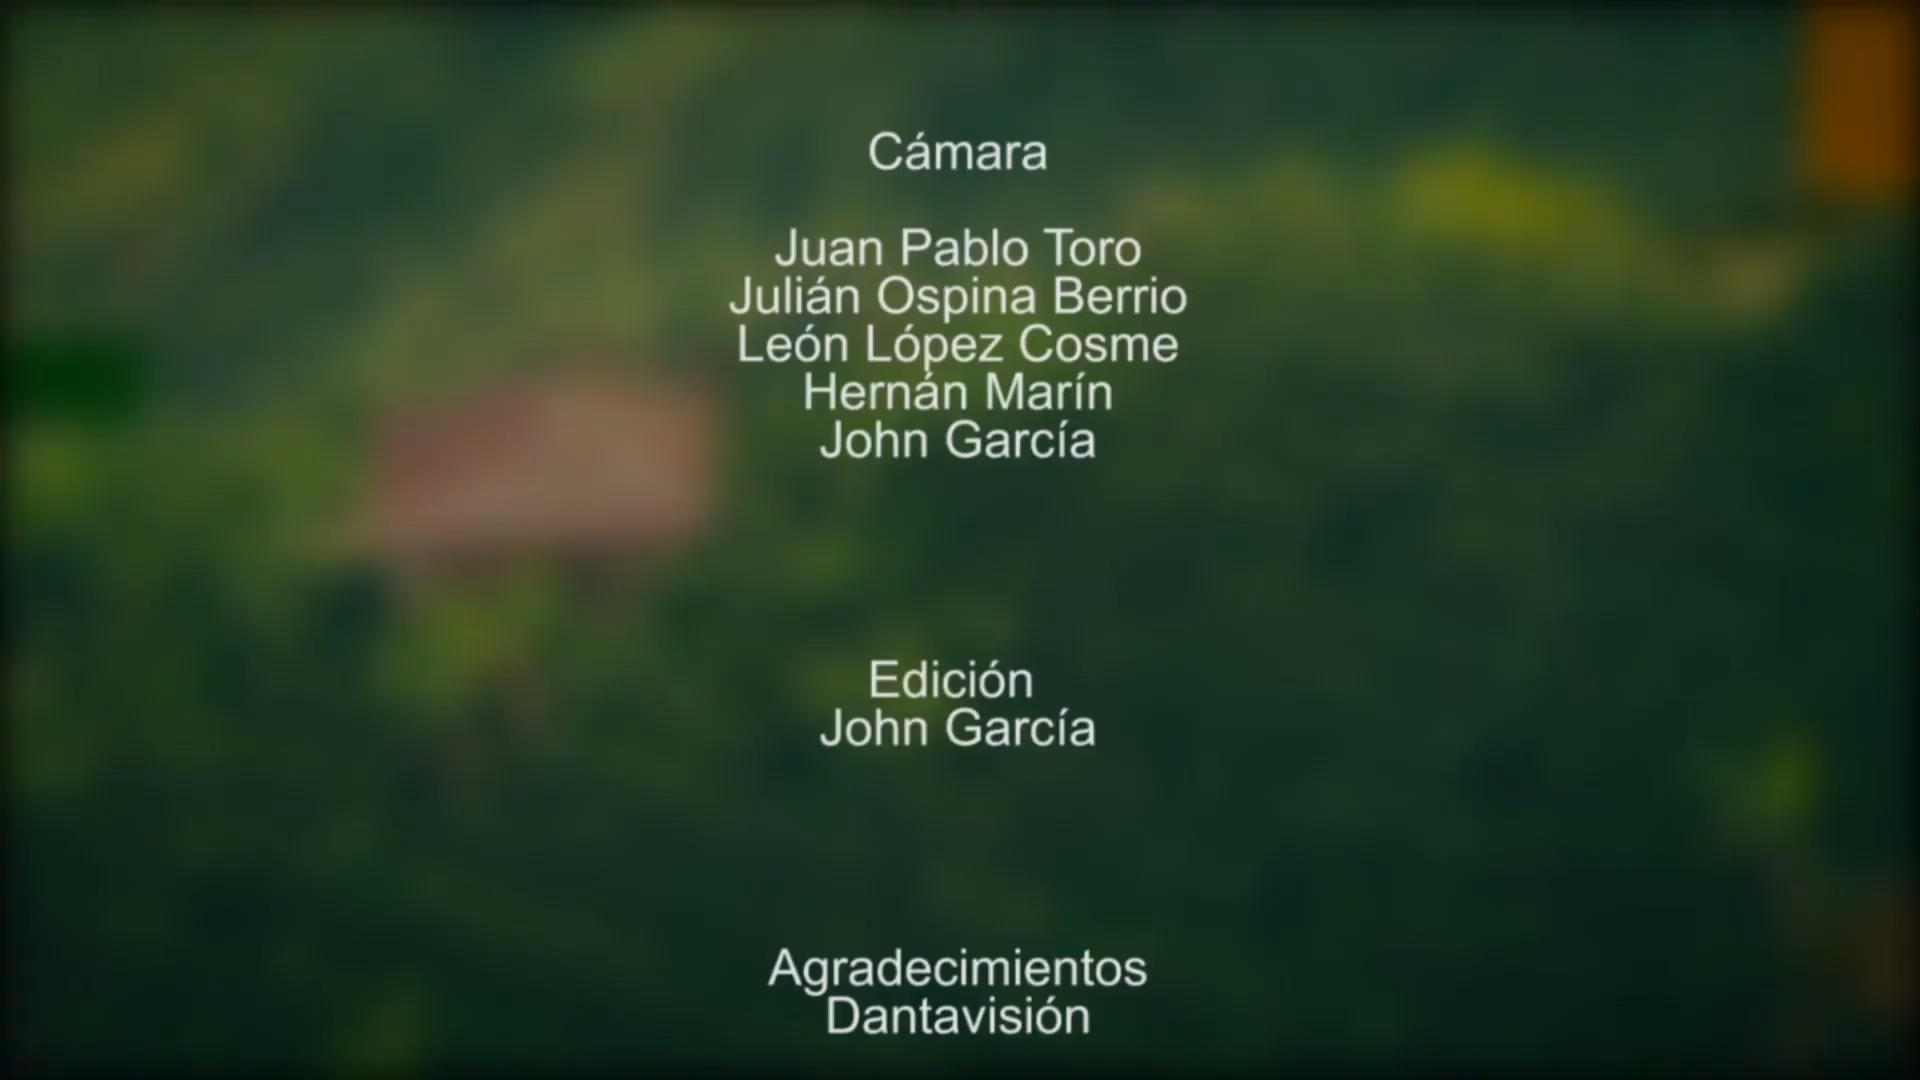 Cámara
Juan Pablo Toro
Julián Ospina Berrio
León López Cosme
Hernán Marín
John García
Edición
John García
Agradecimientos
Dantavisión